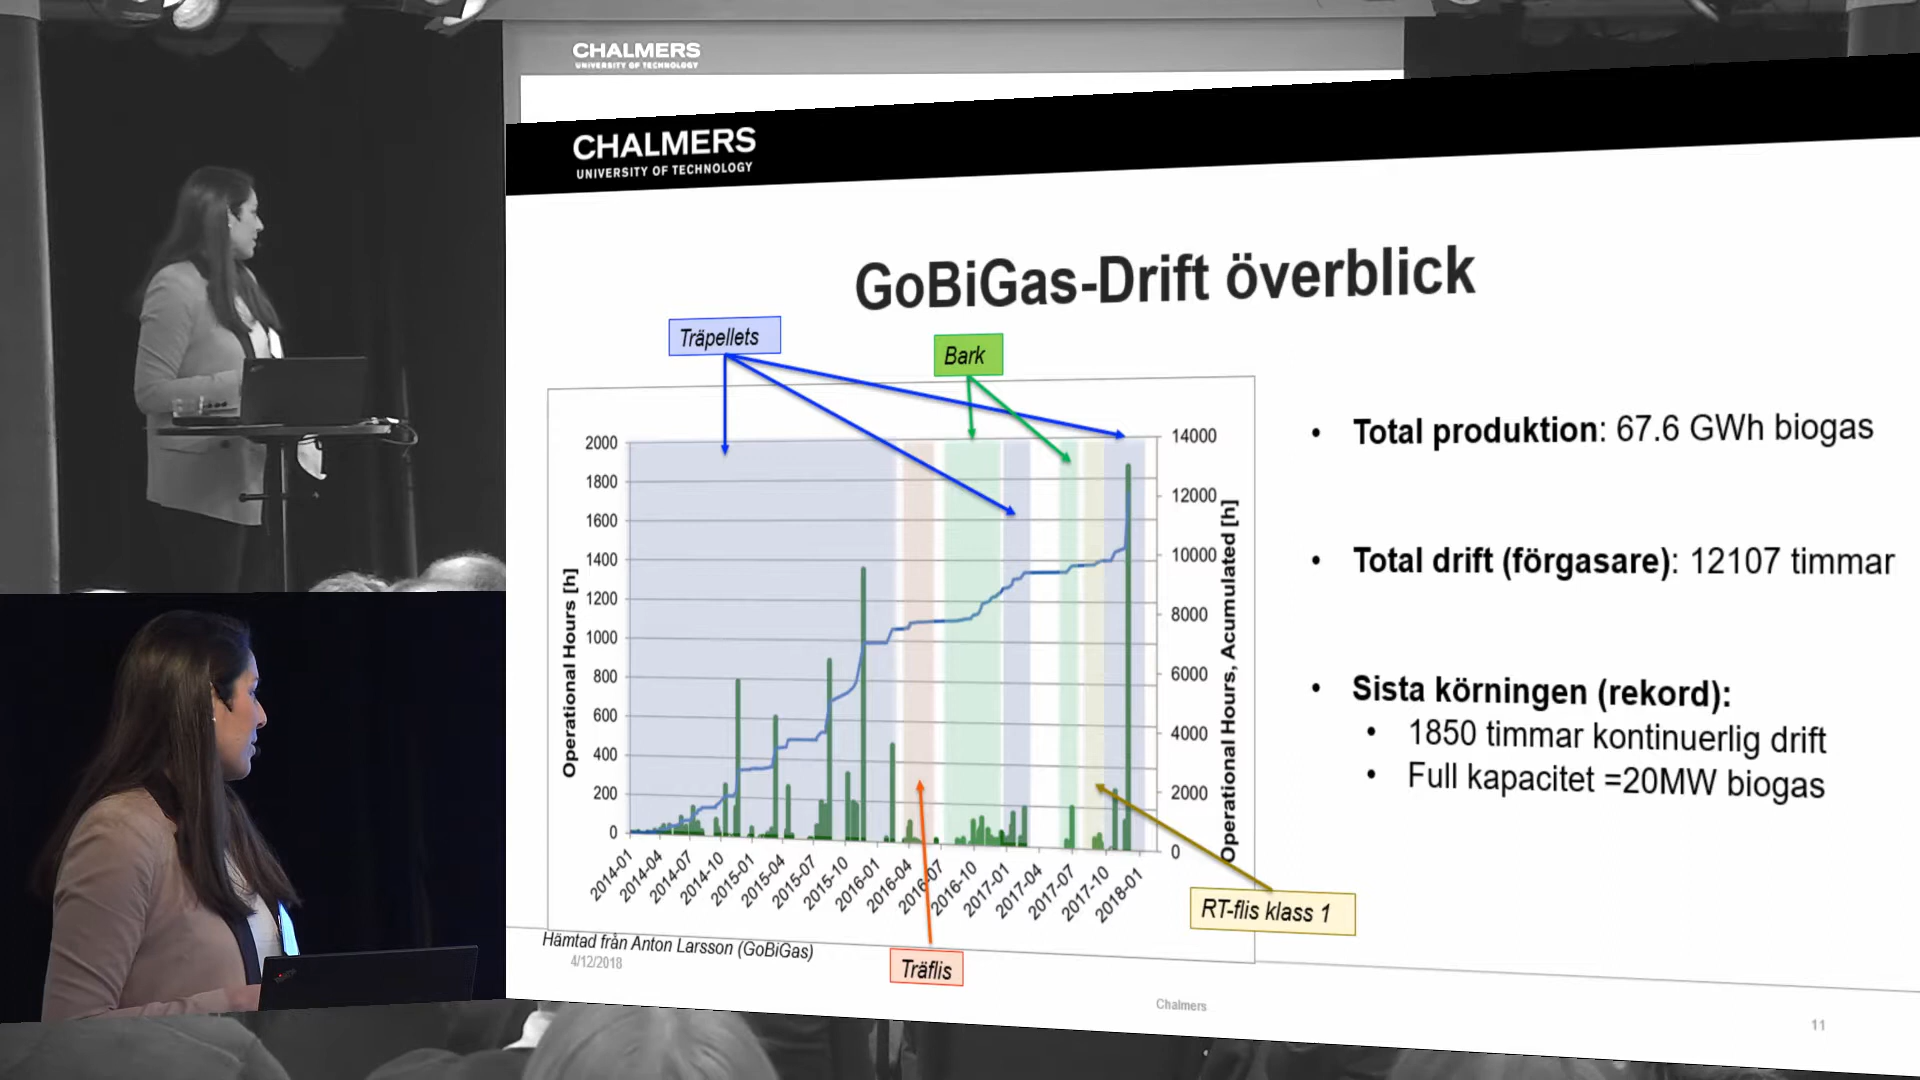 CHALMERS
UNIVERSITY OF TECHNOLOGY
CHALMERS
UNIVERSITY OF TECHNOLOGY
GoBiGas-Drift överblick
Träpellets
Bark
2000
1800
1600
1400
1200
1000
800
600
400
200
0
Operational Hours [h]
14000
12000
10000
8000
6000
4000
2000
0
Operational Hours, Acumulated [h]
2014-01
2014-04
2014-07
2014-10
2015-01
2015-04
2015-07
2015-10
2016-01
2016-04
2016-07
2016-10
2017-01
2017-04
2017-07
2017-10
2018-01
RT-flis klass 1
Träflis
Hämtad från Anton Larsson (GoBiGas)
• Total produktion: 67.6 GWh biogas
• Total drift (förgasare): 12107 timmar
• Sista körningen (rekord):
• 1850 timmar kontinuerlig drift
• Full kapacitet =20MW biogas
4/12/2018
Chalmers
11